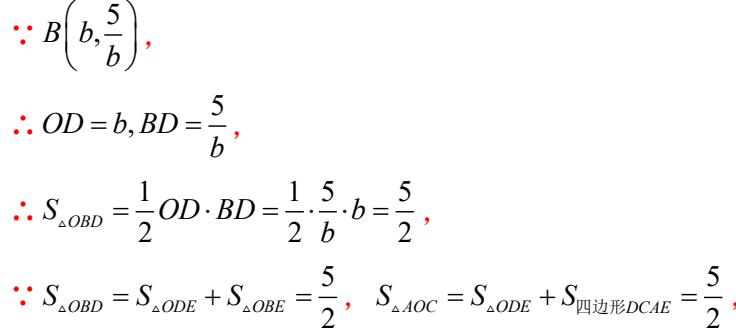 ∵ B(b, 5/b)，
∴ OD = b, BD = 5/b，
∴ S△OBD = 1/2 OD · BD = 1/2 · 5/b · b = 5/2，
∵ S△OBD = S△ODE + S△OBE = 5/2， S△AOC = S△ODE + S四边形DCAE = 5/2，